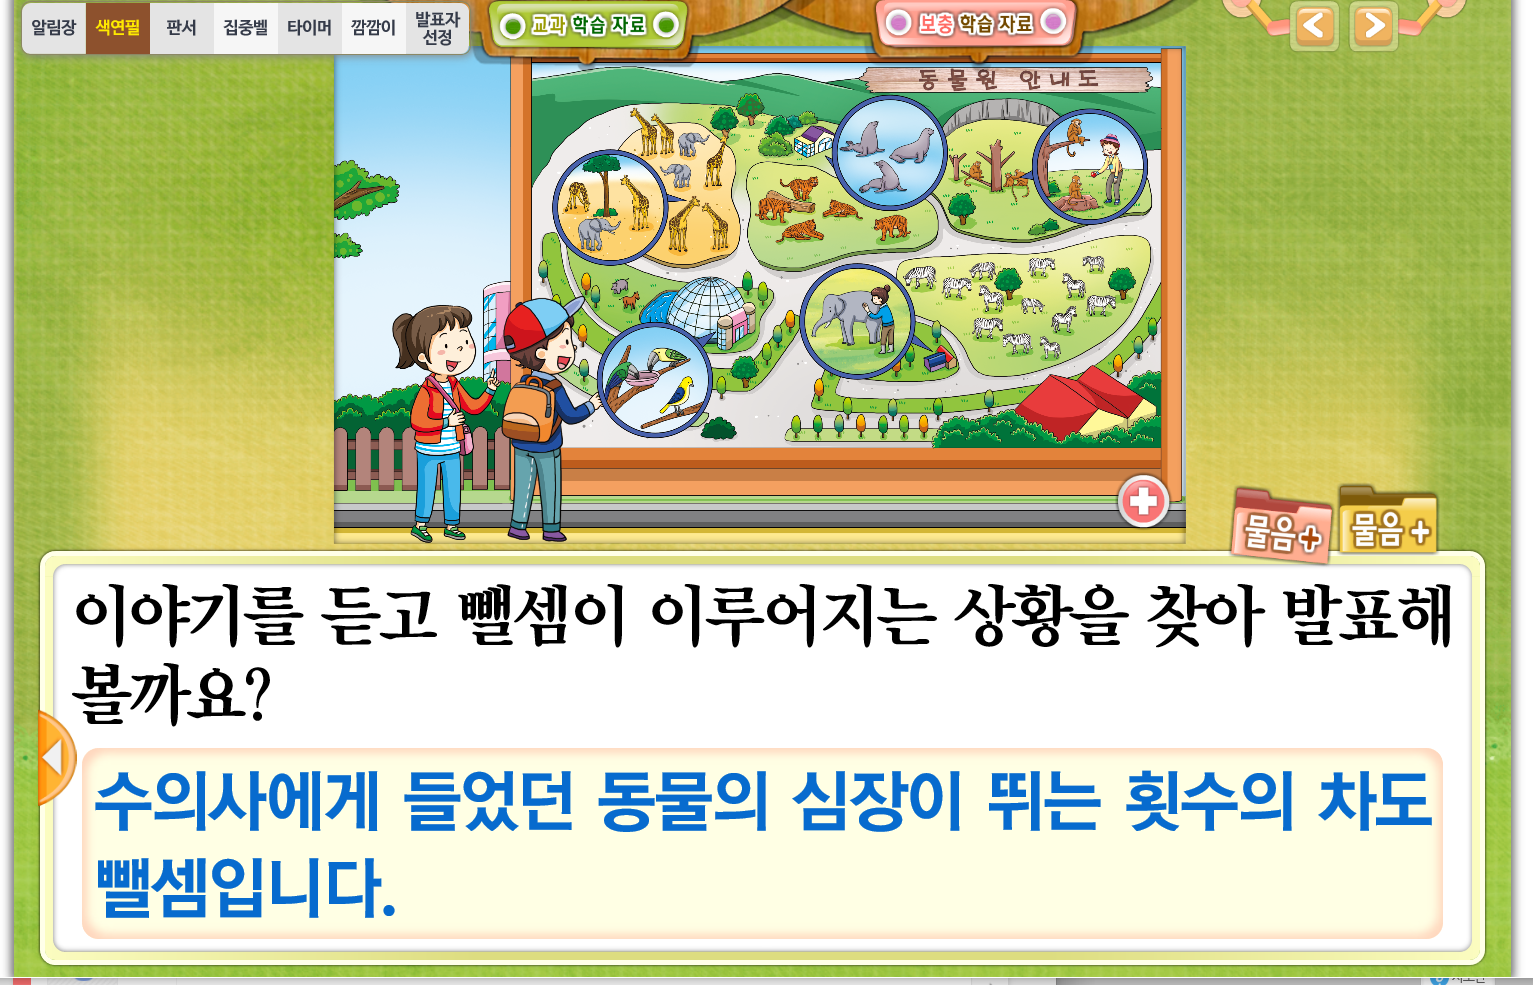 알림장 색연필 판서 집중벨 타이머 깜깜이 발표자 선정
교과 학습 자료
보충 학습 자료
동물원 안내도
물음+ 물음+
이야기를 듣고 뺄셈이 이루어지는 상황을 찾아 발표해
볼까요?
수의사에게 들었던 동물의 심장이 뛰는 횟수의 차도
뺄셈입니다.